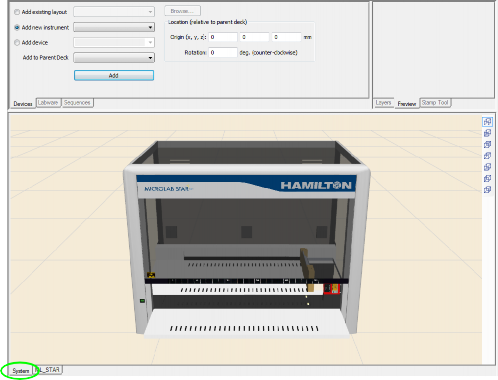 Add existing layout
Browse...
Add new instrument
Location (relative to parent deck)
Add device
Origin (x, y, z): 0 0 0 mm
Add to Parent Deck
Rotation: 0 deg. (counter-clockwise)
Add
Devices Labware Sequences
Layers Preview Stamp Tool
MICROLAB STAR
HAMILTON
System ML_STAR